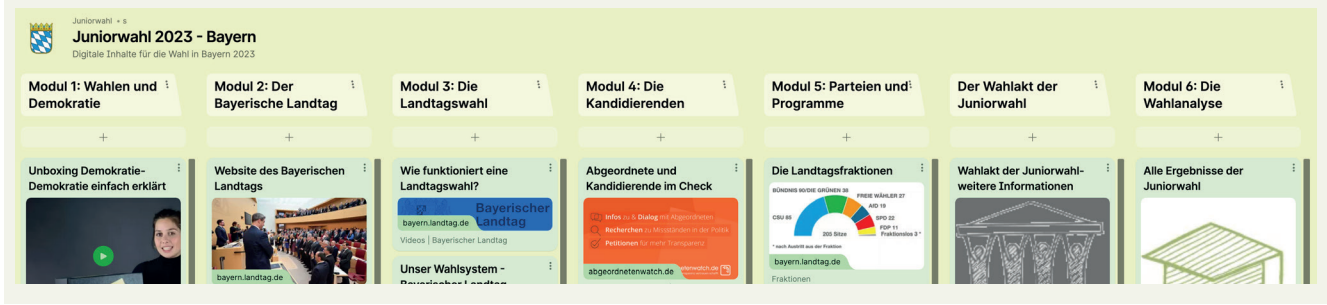 Juniorwahl • s
Juniorwahl 2023 - Bayern
Digitale Inhalte für die Wahl in Bayern 2023
Modul 1: Wahlen und
Demokratie
Modul 2: Der
Bayerische Landtag
Modul 3: Die
Landtagswahl
Modul 4: Die
Kandidierenden
Modul 5: Parteien und
Programme
Der Wahlakt der
Juniorwahl
Modul 6: Die
Wahlanalyse
Unboxing Demokratie-
Demokratie einfach erklärt
Website des Bayerischen
Landtags
bayern.landtag.de
Wie funktioniert eine
Landtagswahl?
Bayerischer
Landtag
bayern.landtag.de
Videos | Bayerischer Landtag
Unser Wahlsystem -
Bayerischer Landtag
Abgeordnete und
Kandidierende im Check
Infos zu & Dialog mit Abgeordneten
Recherchen zu Missständen in der Politik
Petitionen für mehr Transparenz
abgeordnetenwatch.de
Die Landtagsfraktionen
BÜNDNIS 90/DIE GRÜNEN 38
FREIE WÄHLER 27
AfD 19
CSU 85
SPD 22
FDP 11
205 Sitze
Fraktionslos 3 *
* nach Austritt aus der Fraktion
bayern.landtag.de
Fraktionen
Wahlakt der Juniorwahl-
weitere Informationen
Alle Ergebnisse der
Juniorwahl